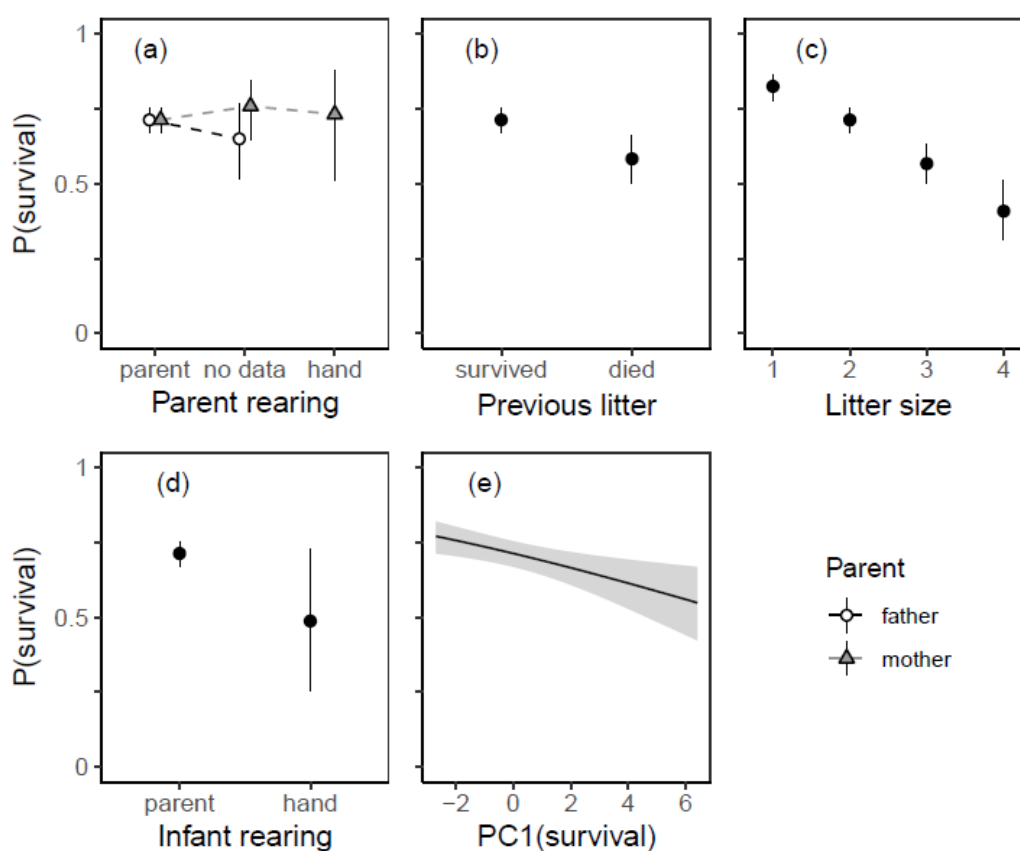 (a)
(b)
(c)
P(survival)
1
0.5
0
parent no data hand
Parent rearing
survived died
Previous litter
1 2 3 4
Litter size
(d)
(e)
P(survival)
1
0.5
0
parent hand
Infant rearing
−2 0 2 4 6
PC1(survival)
Parent
father
mother